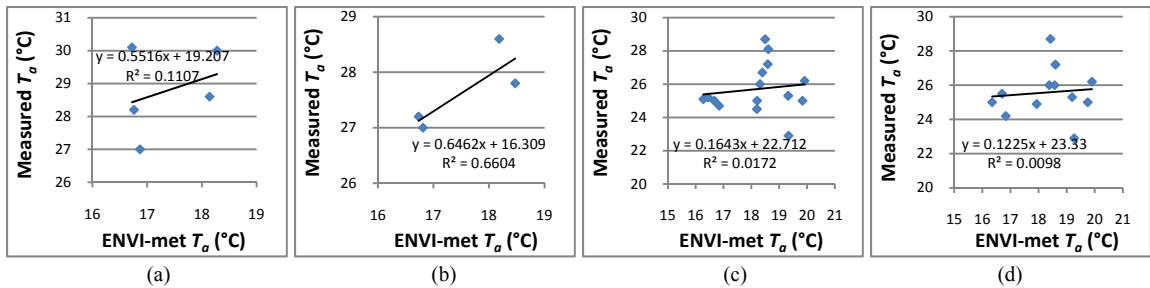 31
30
29
28
27
26
16 17 18 19
Measured Ta (°C)
ENVI-met Ta (°C)
y = 0.5516x + 19.207
R² = 0.1107
(a)
29
28
27
26
16 17 18 19
Measured Ta (°C)
ENVI-met Ta (°C)
y = 0.6462x + 16.309
R² = 0.6604
(b)
30
28
26
24
22
20
16 17 18 19 20 21
Measured Ta (°C)
ENVI-met Ta (°C)
y = 0.1643x + 22.712
R² = 0.0172
(c)
30
28
26
24
22
20
15 16 17 18 19 20 21
Measured Ta (°C)
ENVI-met Ta (°C)
y = 0.1225x + 23.33
R² = 0.0098
(d)